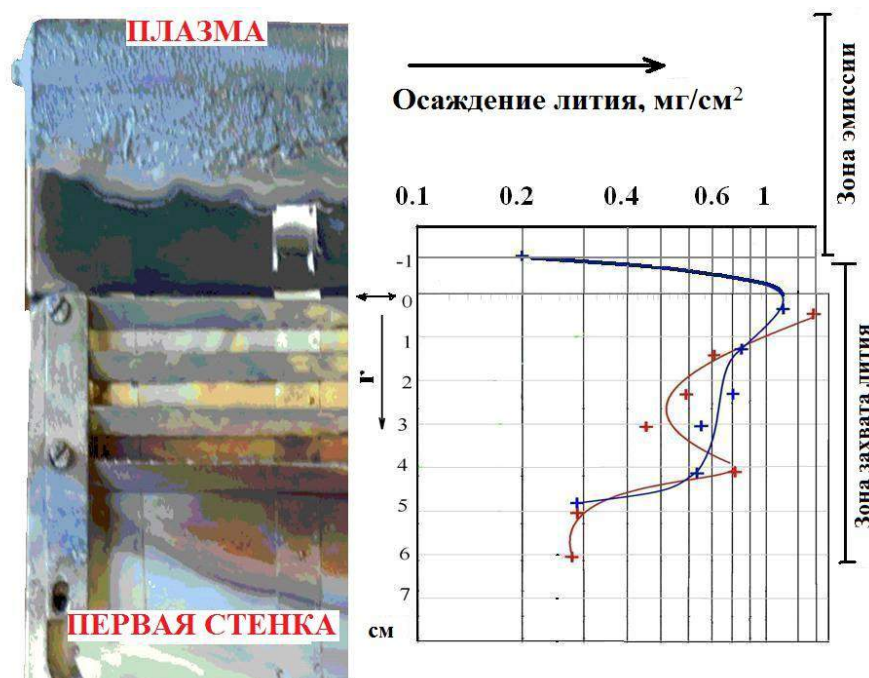 ПЛАЗМА
Осаждение лития, мг/см²
Зона эмиссии
0.1 0.2 0.4 0.6 1
-1
0
1
2
3
4
5
6
7
см
r
Зона захвата лития
ПЕРВАЯ СТЕНКА